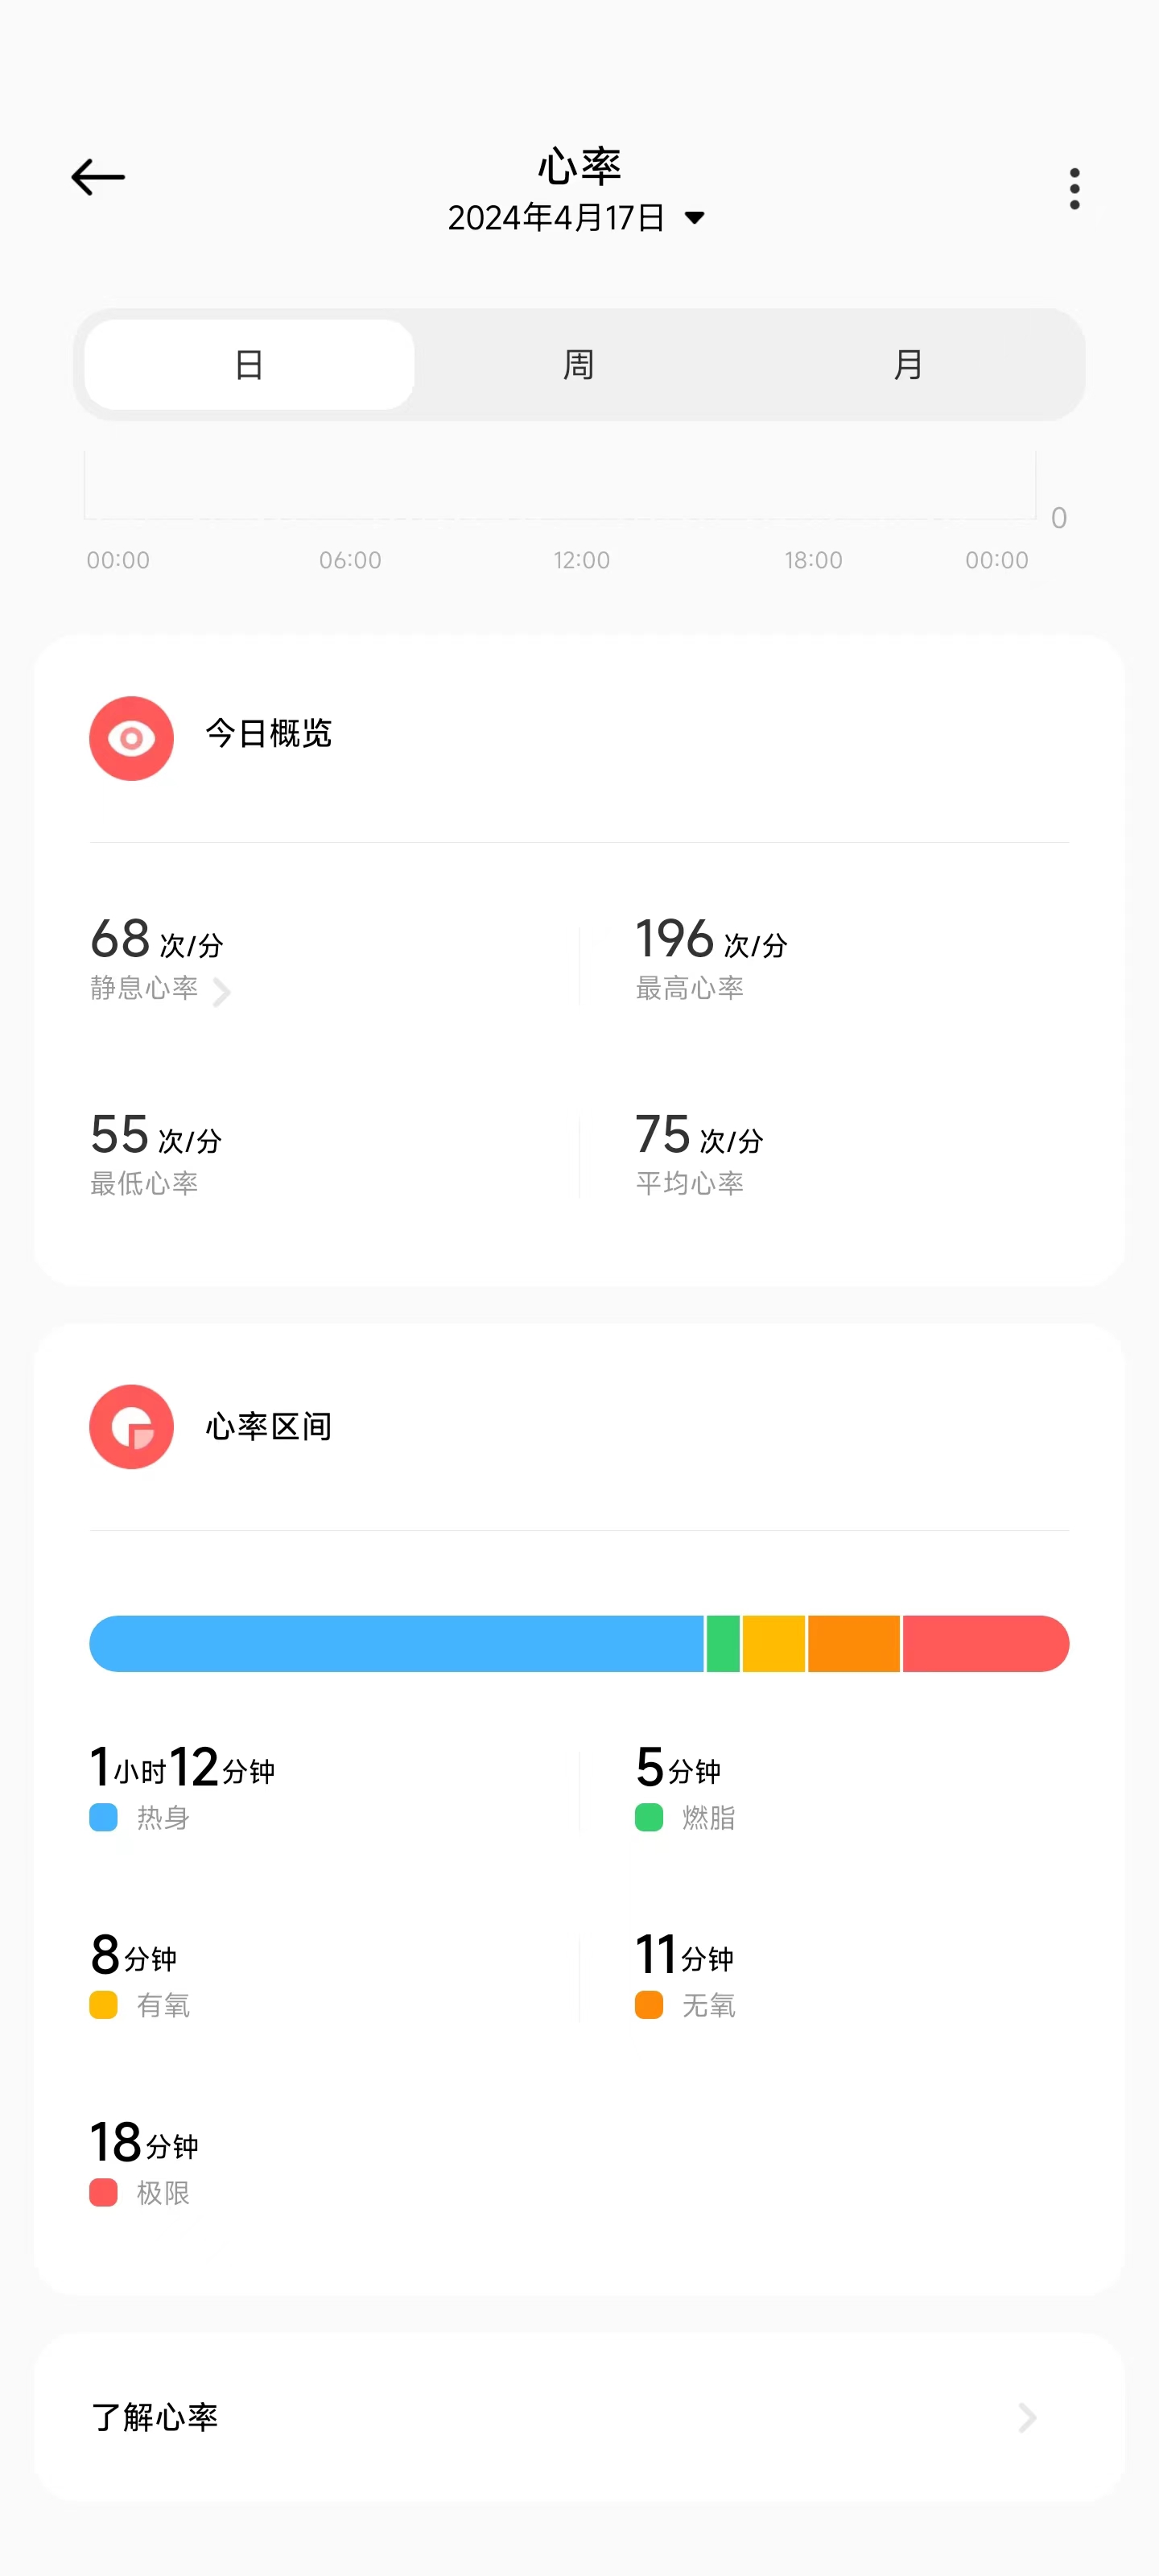 心率
2024年4月17日
日 周 月
0
00:00 06:00 12:00 18:00 00:00
今日概览
68 次/分 196 次/分
静息心率 最高心率
55 次/分 75 次/分
最低心率 平均心率
心率区间
1小时12分钟 5分钟
热身 燃脂
8分钟 11分钟
有氧 无氧
18分钟
极限
了解心率